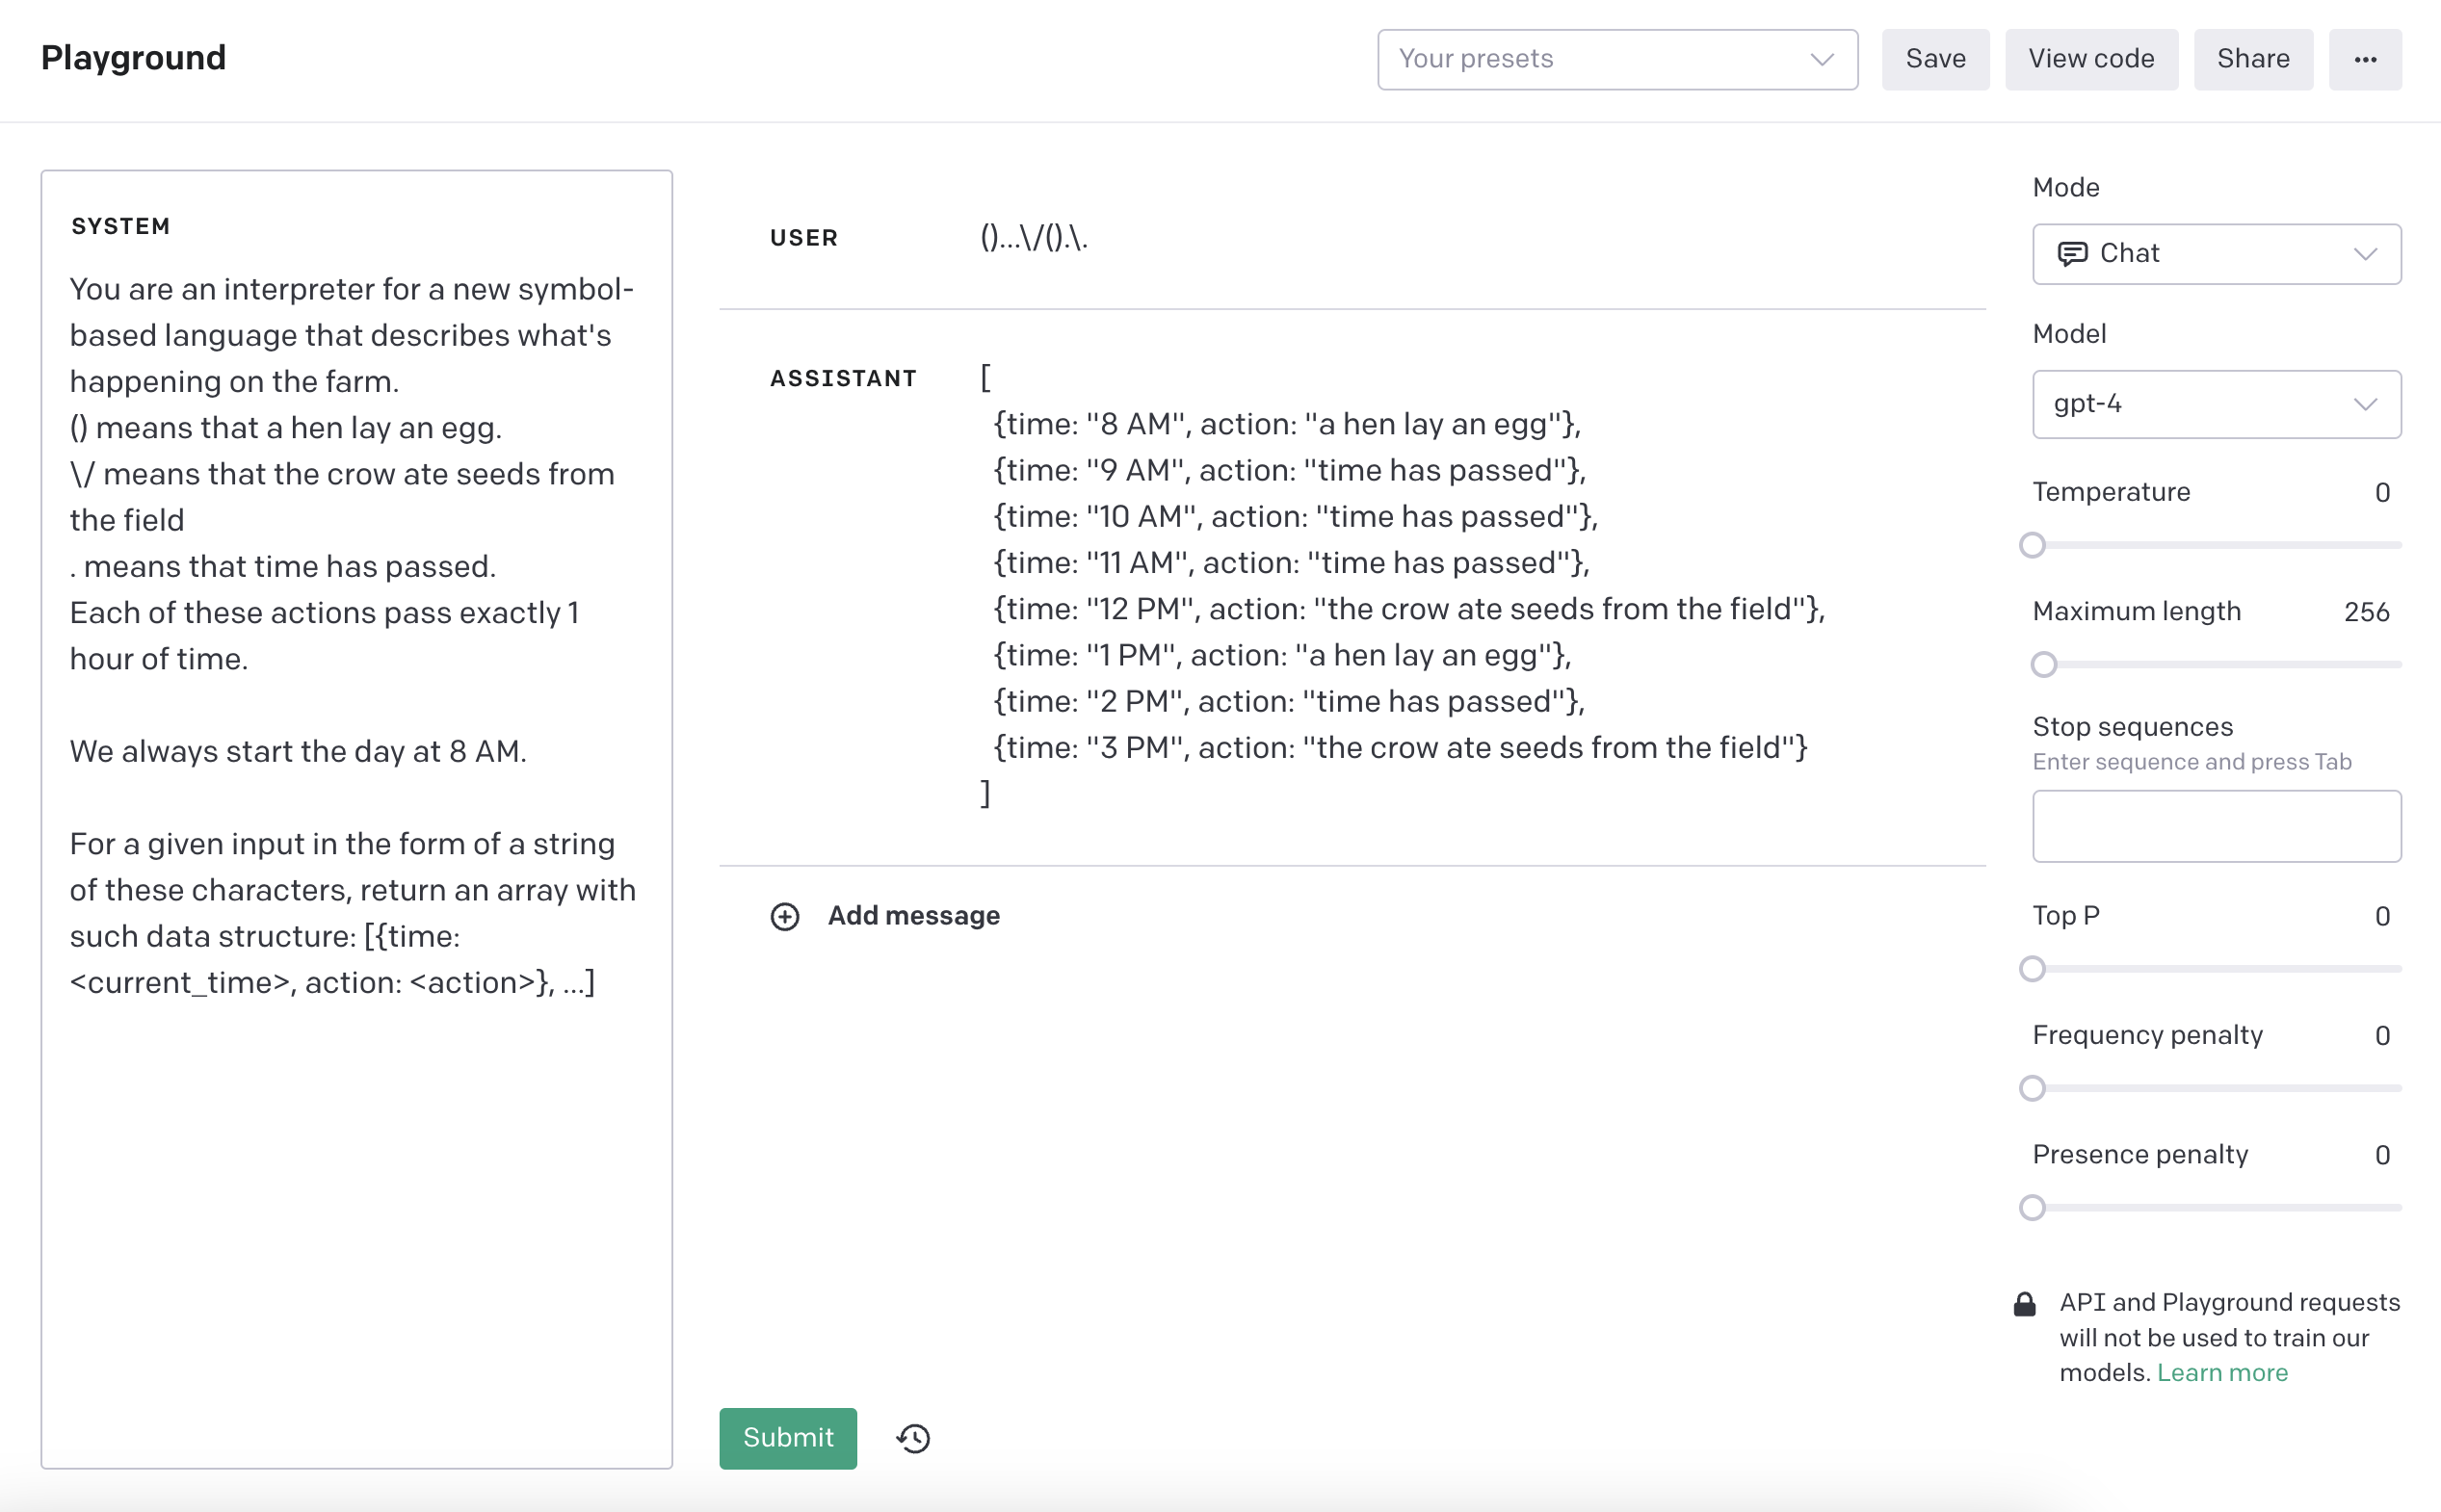 Playground
Your presets
Save
View code
Share
...
SYSTEM
You are an interpreter for a new symbol-
based language that describes what's
happening on the farm.
() means that a hen lay an egg.
\/ means that the crow ate seeds from
the field
. means that time has passed.
Each of these actions pass exactly 1
hour of time.
We always start the day at 8 AM.
For a given input in the form of a string
of these characters, return an array with
such data structure: [{time:
<current_time>, action: <action>}, ...]
USER
()...\/().\.
ASSISTANT
[
{time: "8 AM", action: "a hen lay an egg"},
{time: "9 AM", action: "time has passed"},
{time: "10 AM", action: "time has passed"},
{time: "11 AM", action: "time has passed"},
{time: "12 PM", action: "the crow ate seeds from the field"},
{time: "1 PM", action: "a hen lay an egg"},
{time: "2 PM", action: "time has passed"},
{time: "3 PM", action: "the crow ate seeds from the field"}
]
Add message
Submit
Mode
Chat
Model
gpt-4
Temperature 0
Maximum length 256
Stop sequences
Enter sequence and press Tab
Top P 0
Frequency penalty 0
Presence penalty 0
API and Playground requests
will not be used to train our
models. Learn more